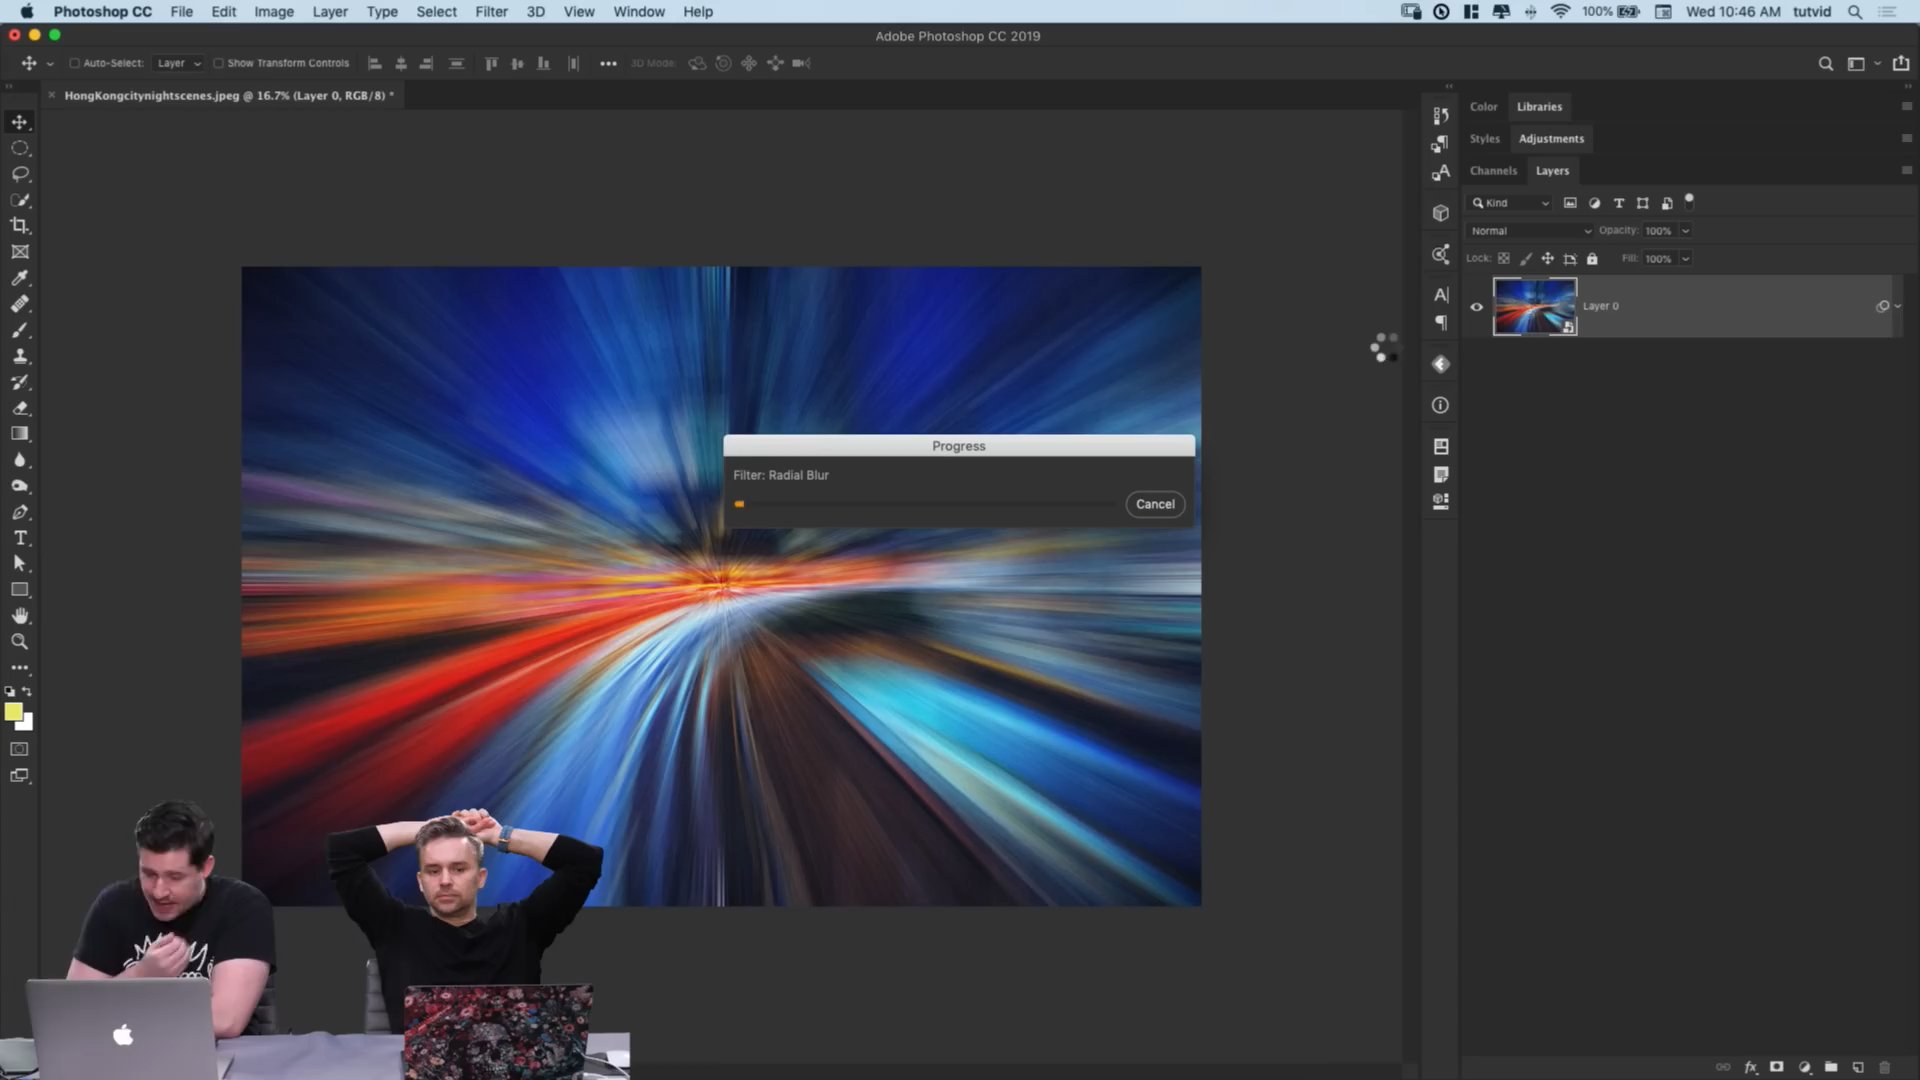 Photoshop CC File Edit Image Layer Type Select Filter 3D View Window Help 100% Wed 10:46 AM tutvid
Adobe Photoshop CC 2019
Auto-Select: Layer Show Transform Controls 3D Mode:
HongKongcitynightscenes.jpeg @ 16.7% (Layer 0, RGB/8) *
Color Libraries
Styles Adjustments
Channels Layers
Kind
Normal Opacity: 100%
Lock: Fill: 100%
Layer 0
Progress
Filter: Radial Blur
Cancel